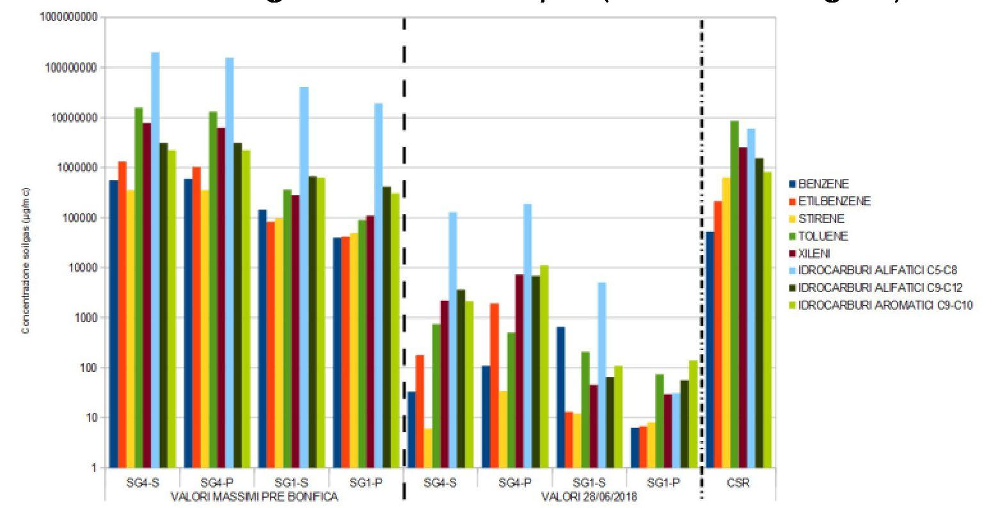 1000000000
100000000
10000000
1000000
100000
10000
1000
100
10
1
Concentrazione soilgas (µg/mc)
SG4-S SG4-P SG1-S SG1-P SG4-S SG4-P SG1-S SG1-P CSR
VALORI MASSIMI PRE BONIFICA VALORI 28/06/2018
BENZENE
ETILBENZENE
STIRENE
TOLUENE
XILENI
IDROCARBURI ALIFATICI C5-C8
IDROCARBURI ALIFATICI C9-C12
IDROCARBURI AROMATICI C9-C10